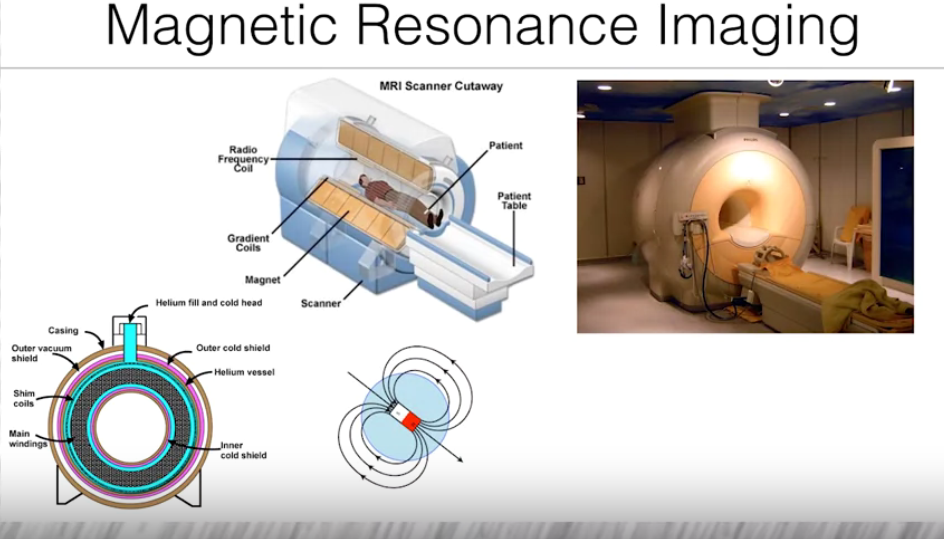 Magnetic Resonance Imaging
MRI Scanner Cutaway
Radio
Frequency
Coil
Patient
Patient
Table
Gradient
Coils
Magnet
Scanner
Helium fill and cold head
Casing
Outer vacuum
shield
Outer cold shield
Helium vessel
Shim
coils
Main
windings
Inner
cold shield